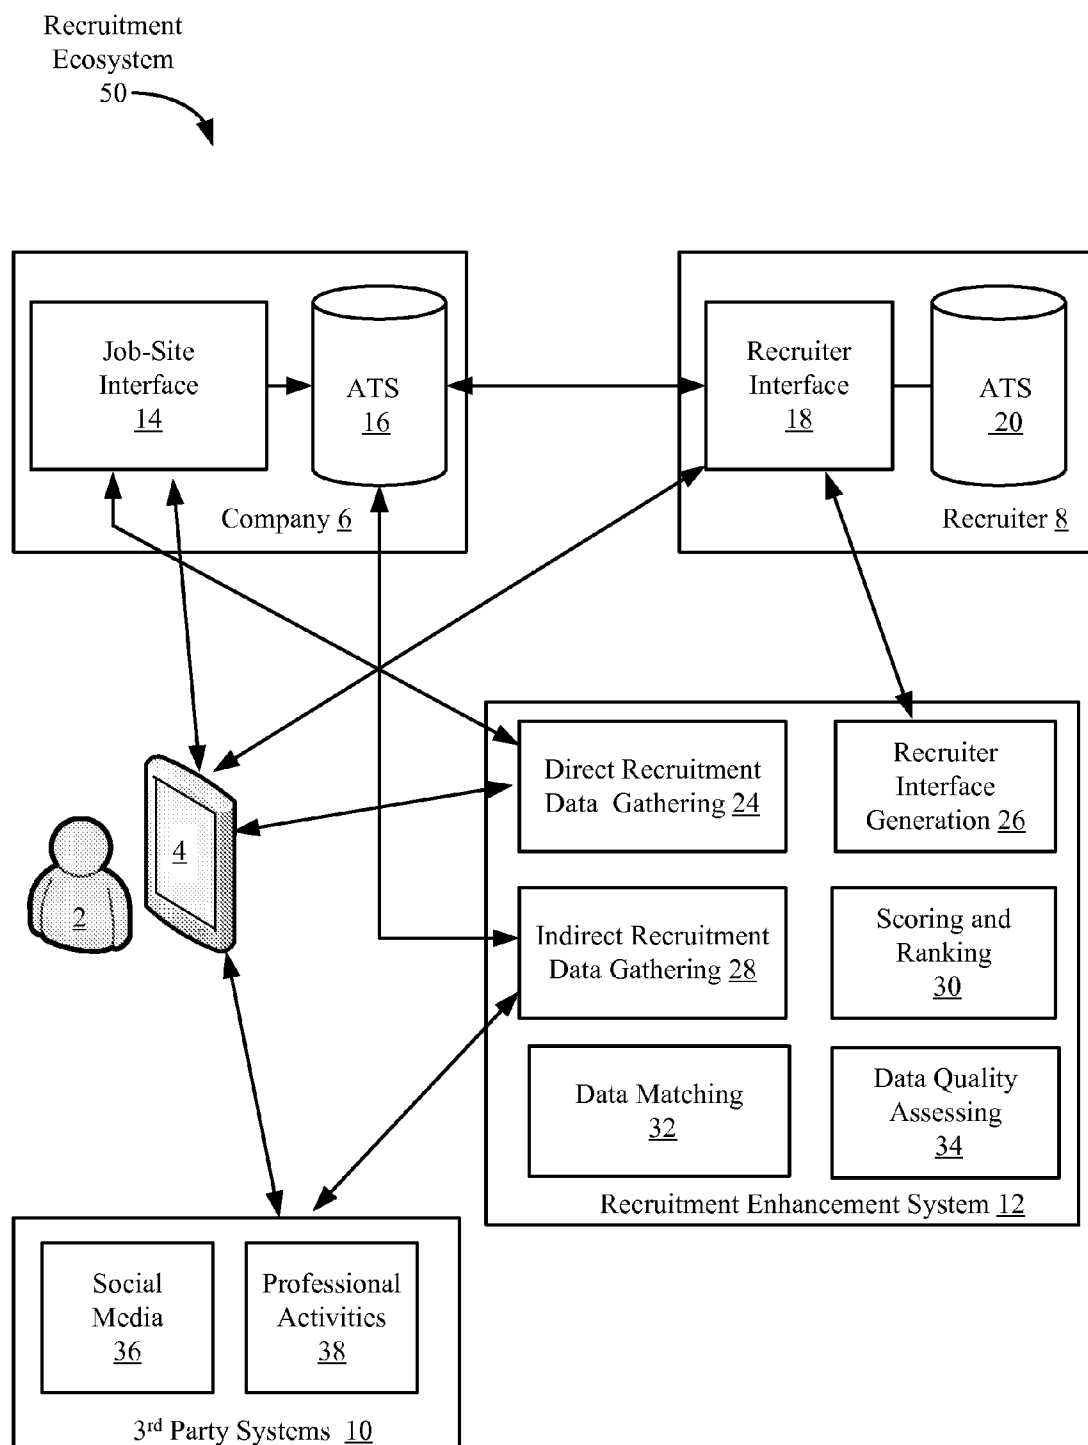 Recruitment
Ecosystem
50
Job-Site
Interface
14
ATS
16
Company 6
Recruiter
Interface
18
ATS
20
Recruiter 8
2
4
Direct Recruitment
Data Gathering 24
Recruiter
Interface
Generation 26
Indirect Recruitment
Data Gathering 28
Scoring and
Ranking
30
Data Matching
32
Data Quality
Assessing
34
Recruitment Enhancement System 12
Social
Media
36
Professional
Activities
38
3rd Party Systems 10